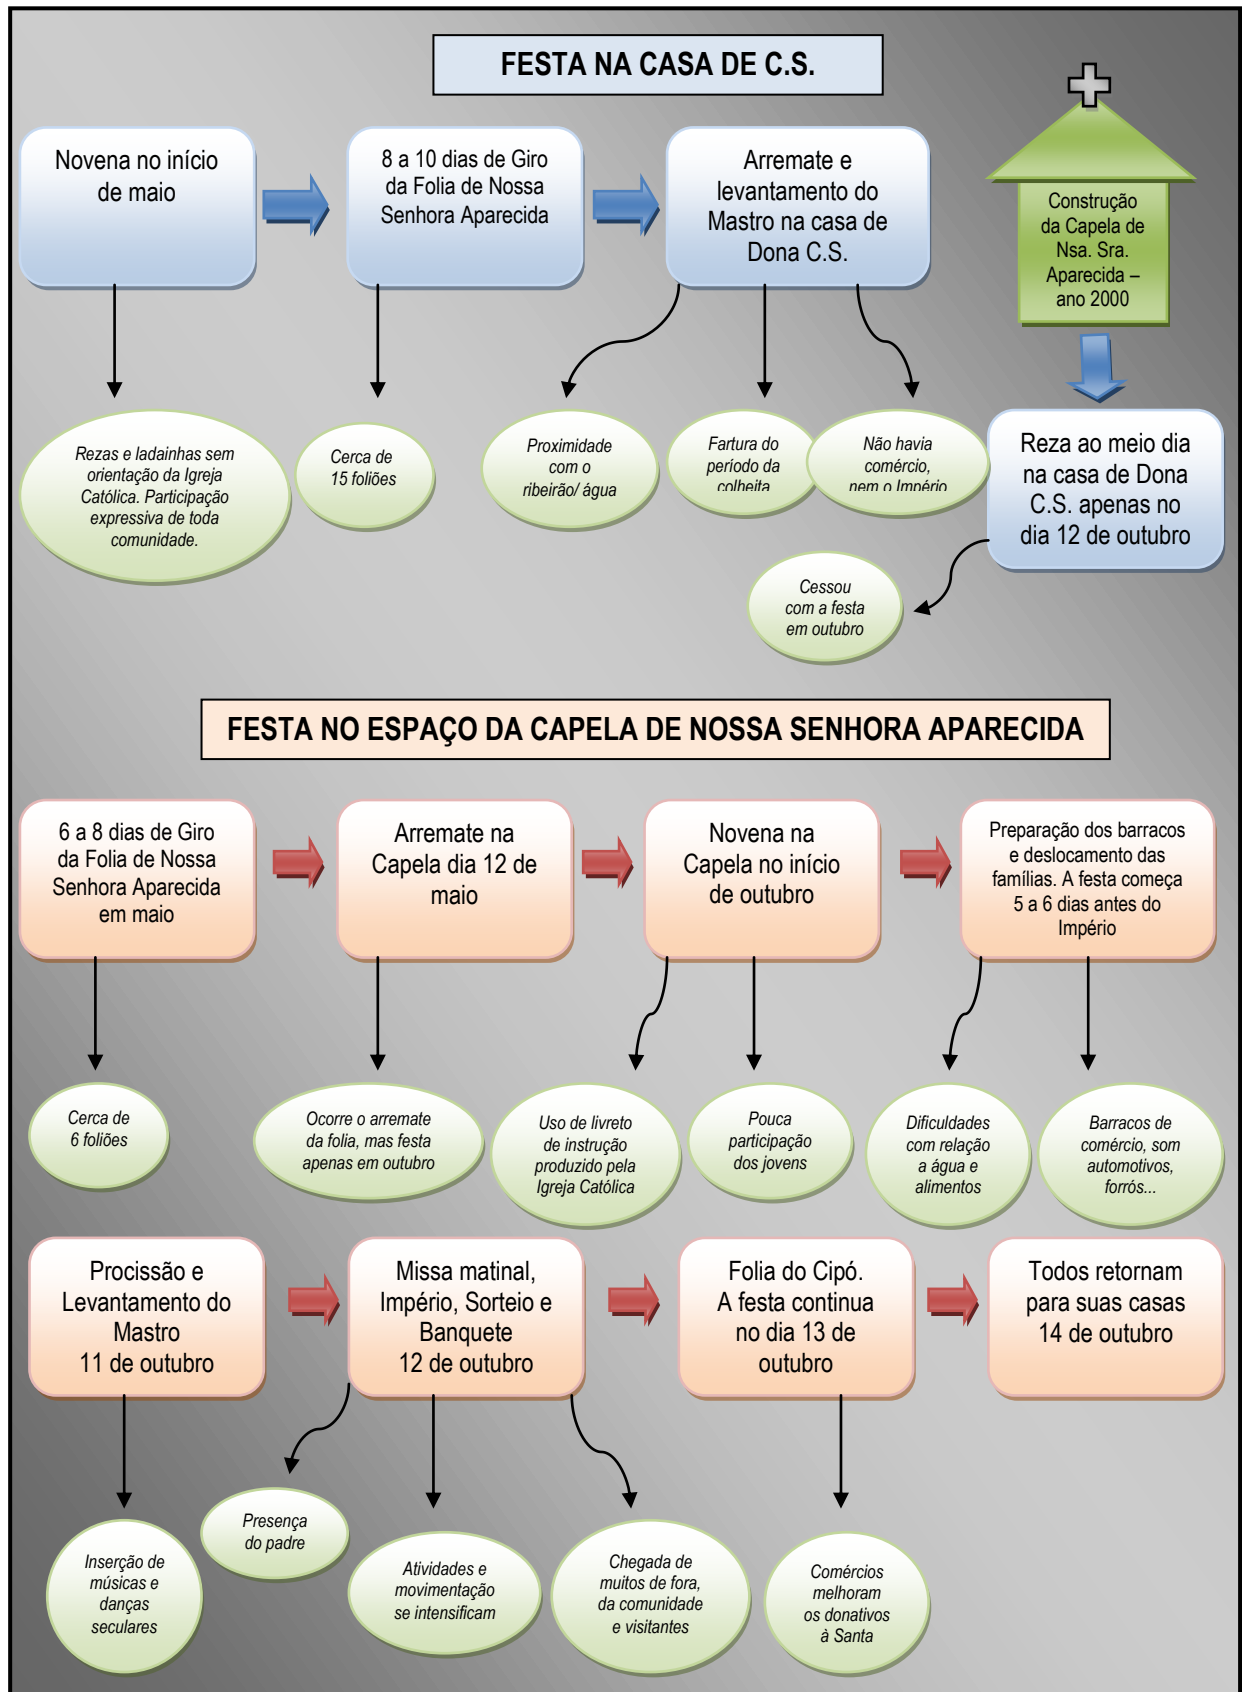 FESTA NA CASA DE C.S.
Novena no início
de maio
8 a 10 dias de Giro
da Folia de Nossa
Senhora Aparecida
Arremate e
levantamento do
Mastro na casa de
Dona C.S.
Construção
da Capela de
Nsa. Sra.
Aparecida –
ano 2000
Rezas e ladainhas sem
orientação da Igreja
Católica. Participação
expressiva de toda
comunidade.
Cerca de
15 foliões
Proximidade
com o
ribeirão/ água
Fartura do
período da
colheita
Não havia
comércio,
nem o Império
Reza ao meio dia
na casa de Dona
C.S. apenas no
dia 12 de outubro
Cessou
com a festa
em outubro
FESTA NO ESPAÇO DA CAPELA DE NOSSA SENHORA APARECIDA
6 a 8 dias de Giro
da Folia de Nossa
Senhora Aparecida
em maio
Arremate na
Capela dia 12 de
maio
Novena na
Capela no início
de outubro
Preparação dos barracos
e deslocamento das
famílias. A festa começa
5 a 6 dias antes do
Império
Cerca de
6 foliões
Ocorre o arremate
da folia, mas festa
apenas em outubro
Uso de livreto
de instrução
produzido pela
Igreja Católica
Pouca
participação
dos jovens
Dificuldades
com relação
a água e
alimentos
Barracos de
comércio, som
automotivos,
forrós...
Procissão e
Levantamento do
Mastro
11 de outubro
Missa matinal,
Império, Sorteio e
Banquete
12 de outubro
Folia do Cipó.
A festa continua
no dia 13 de
outubro
Todos retornam
para suas casas
14 de outubro
Inserção de
músicas e
danças
seculares
Presença
do padre
Atividades e
movimentação
se intensificam
Chegada de
muitos de fora,
da comunidade
e visitantes
Comércios
melhoram
os donativos
à Santa